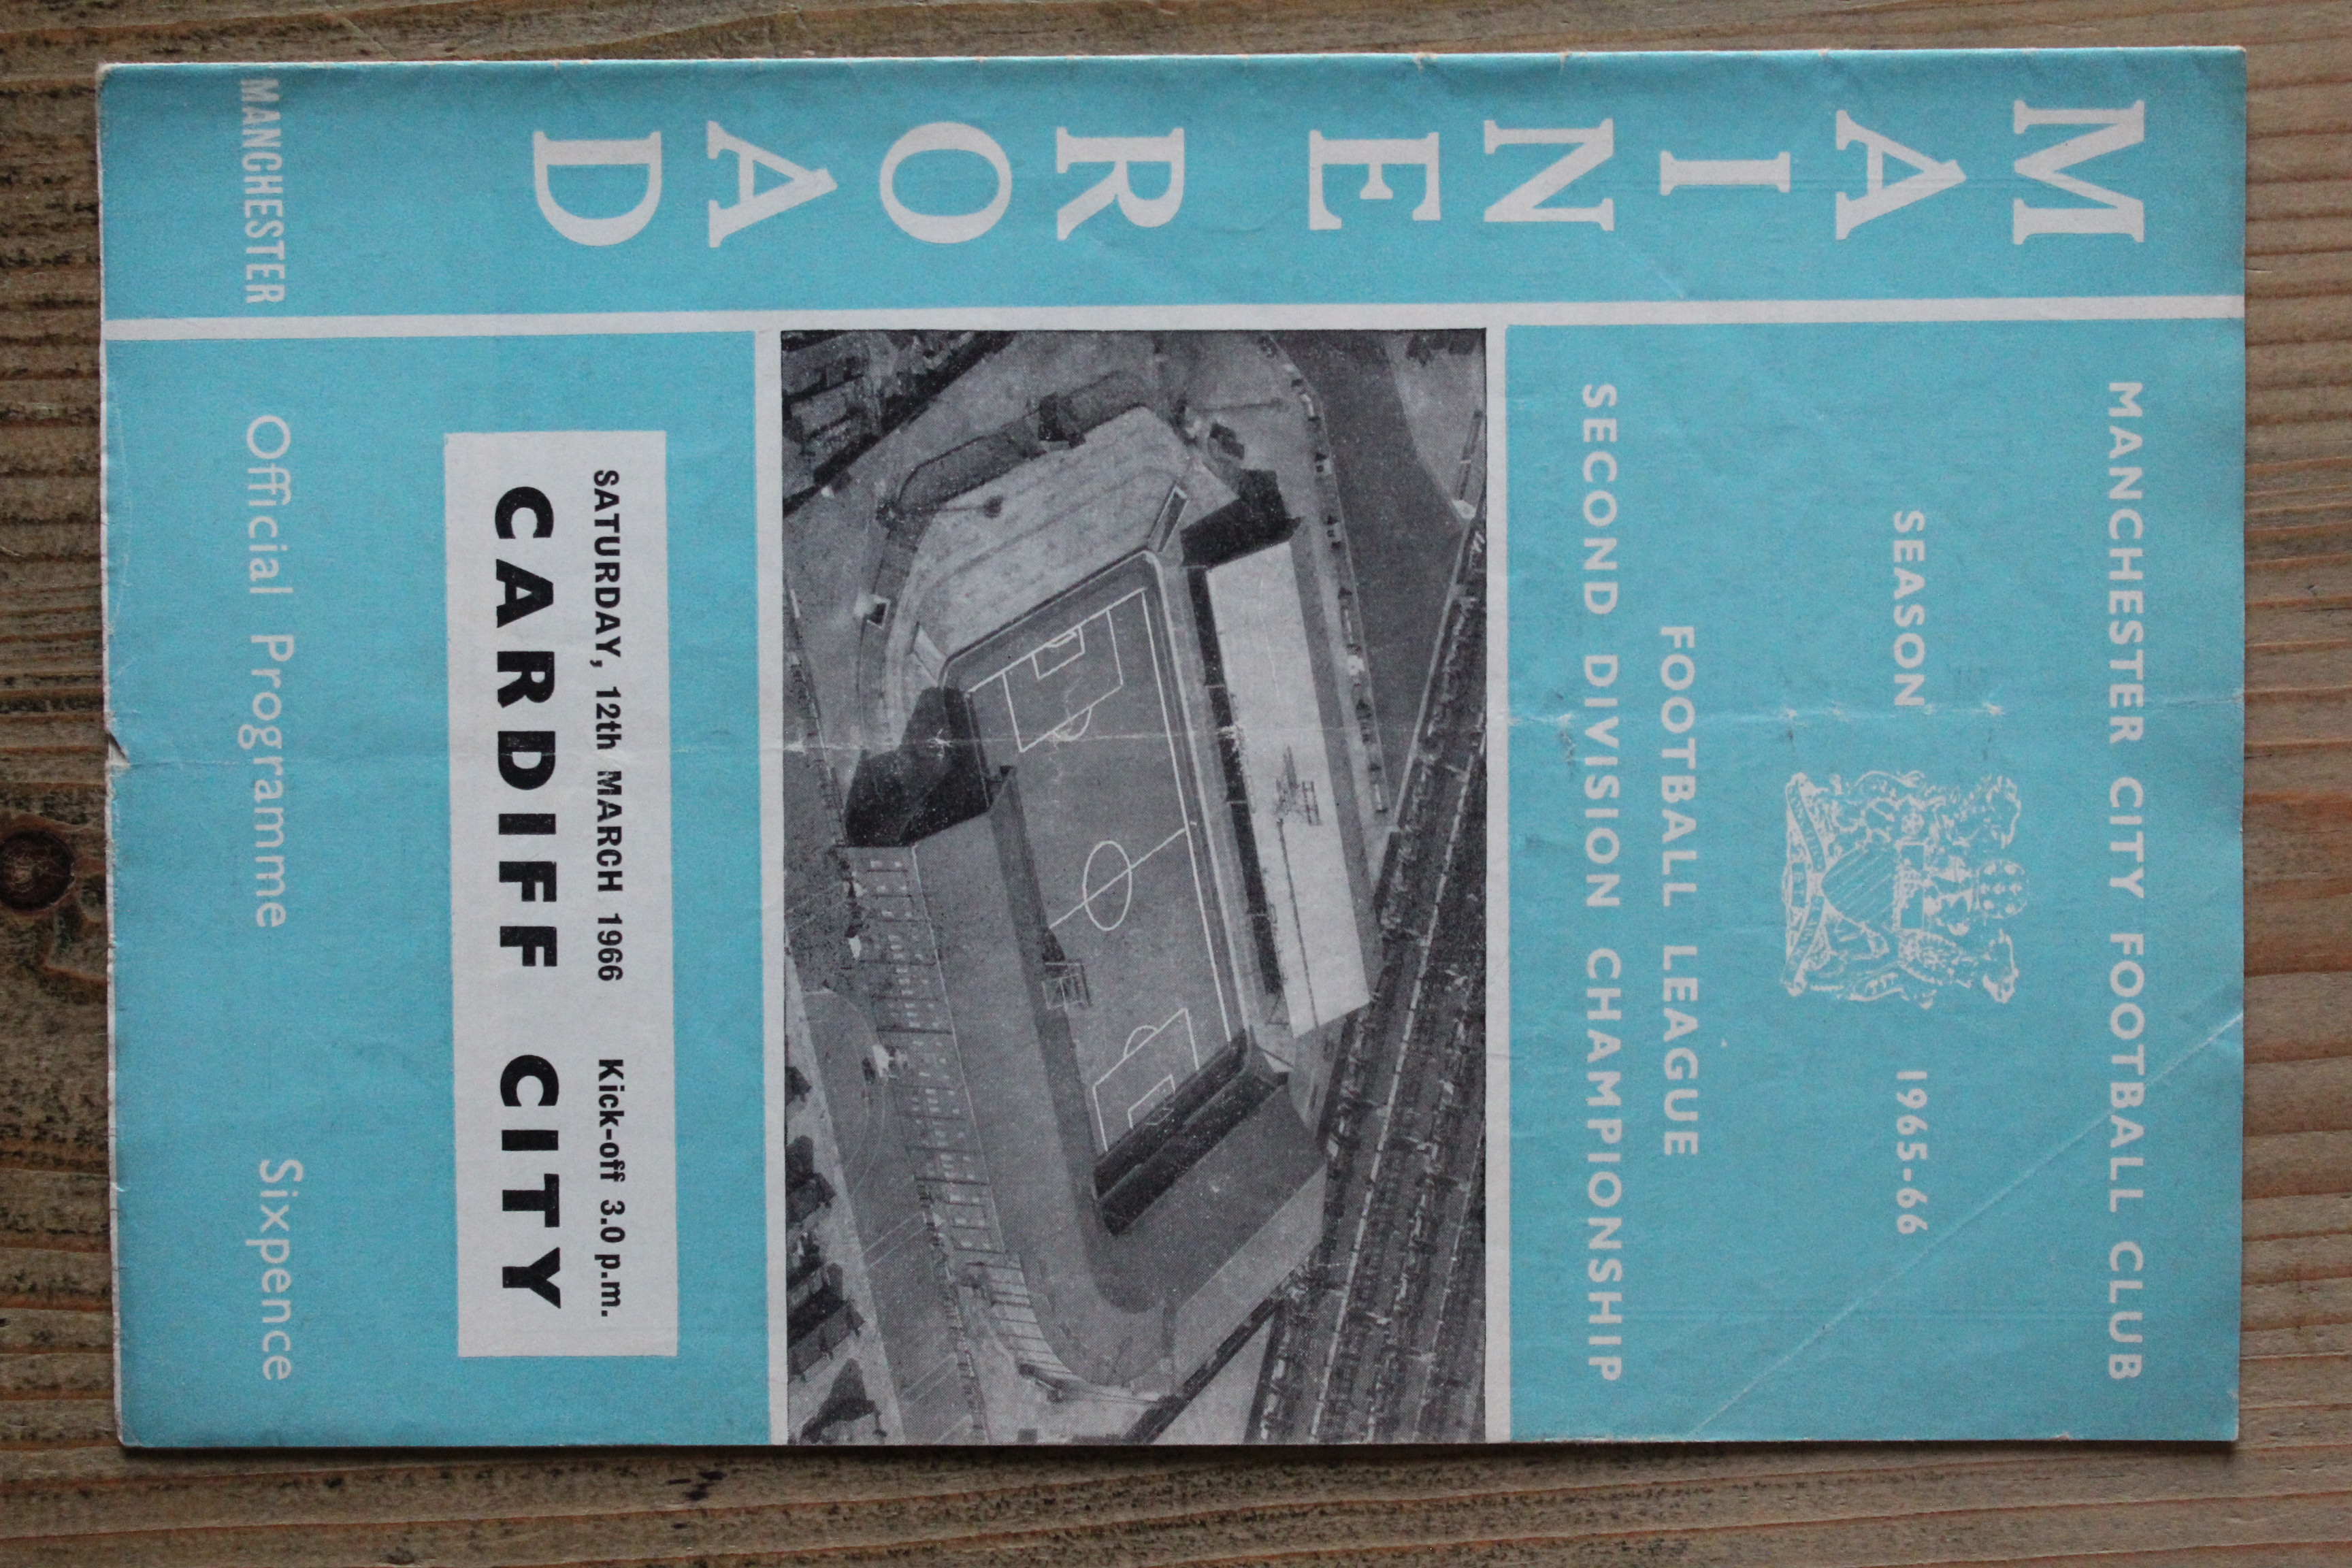 MAINE ROAD
MANCHESTER
MANCHESTER CITY FOOTBALL CLUB
SEASON 1965-66
FOOTBALL LEAGUE
SECOND DIVISION CHAMPIONSHIP
SATURDAY, 12th MARCH 1966 Kick-off 3.0 p.m.
CARDIFF CITY
Official Programme Sixpence